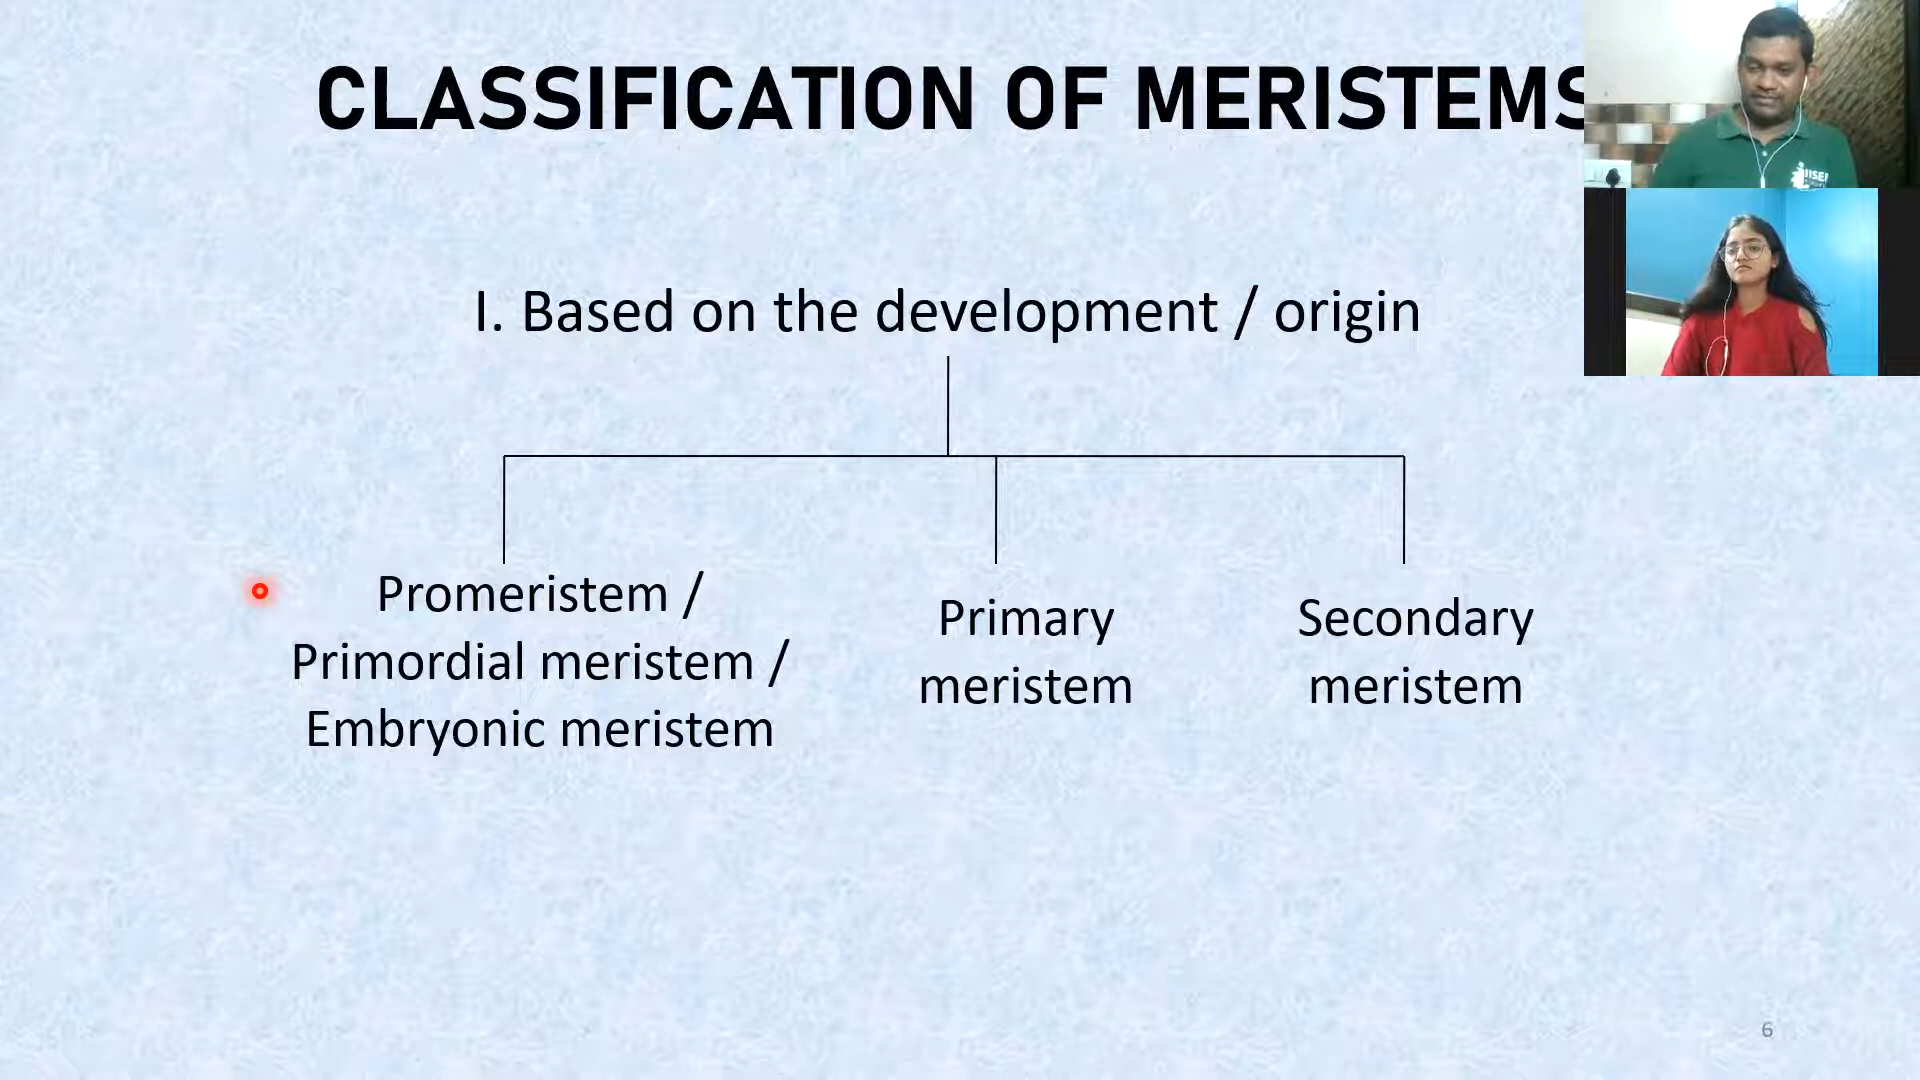 CLASSIFICATION OF MERISTEMS
I. Based on the development / origin
Promeristem /
Primordial meristem /
Embryonic meristem
Primary
meristem
Secondary
meristem
6